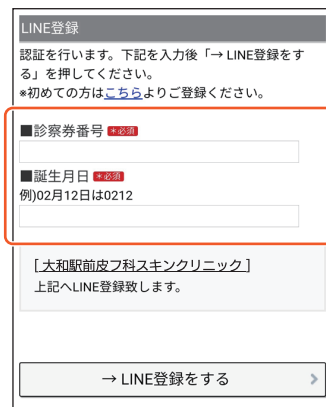 LINE登録
認証を行います。下記を入力後「→ LINE登録をす
る」を押してください。
*初めての方はこちらよりご登録ください。
■診察券番号 *必須
■誕生月日 *必須
例)02月12日は0212
[ 大和駅前皮フ科スキンクリニック ]
上記へLINE登録致します。
→ LINE登録をする